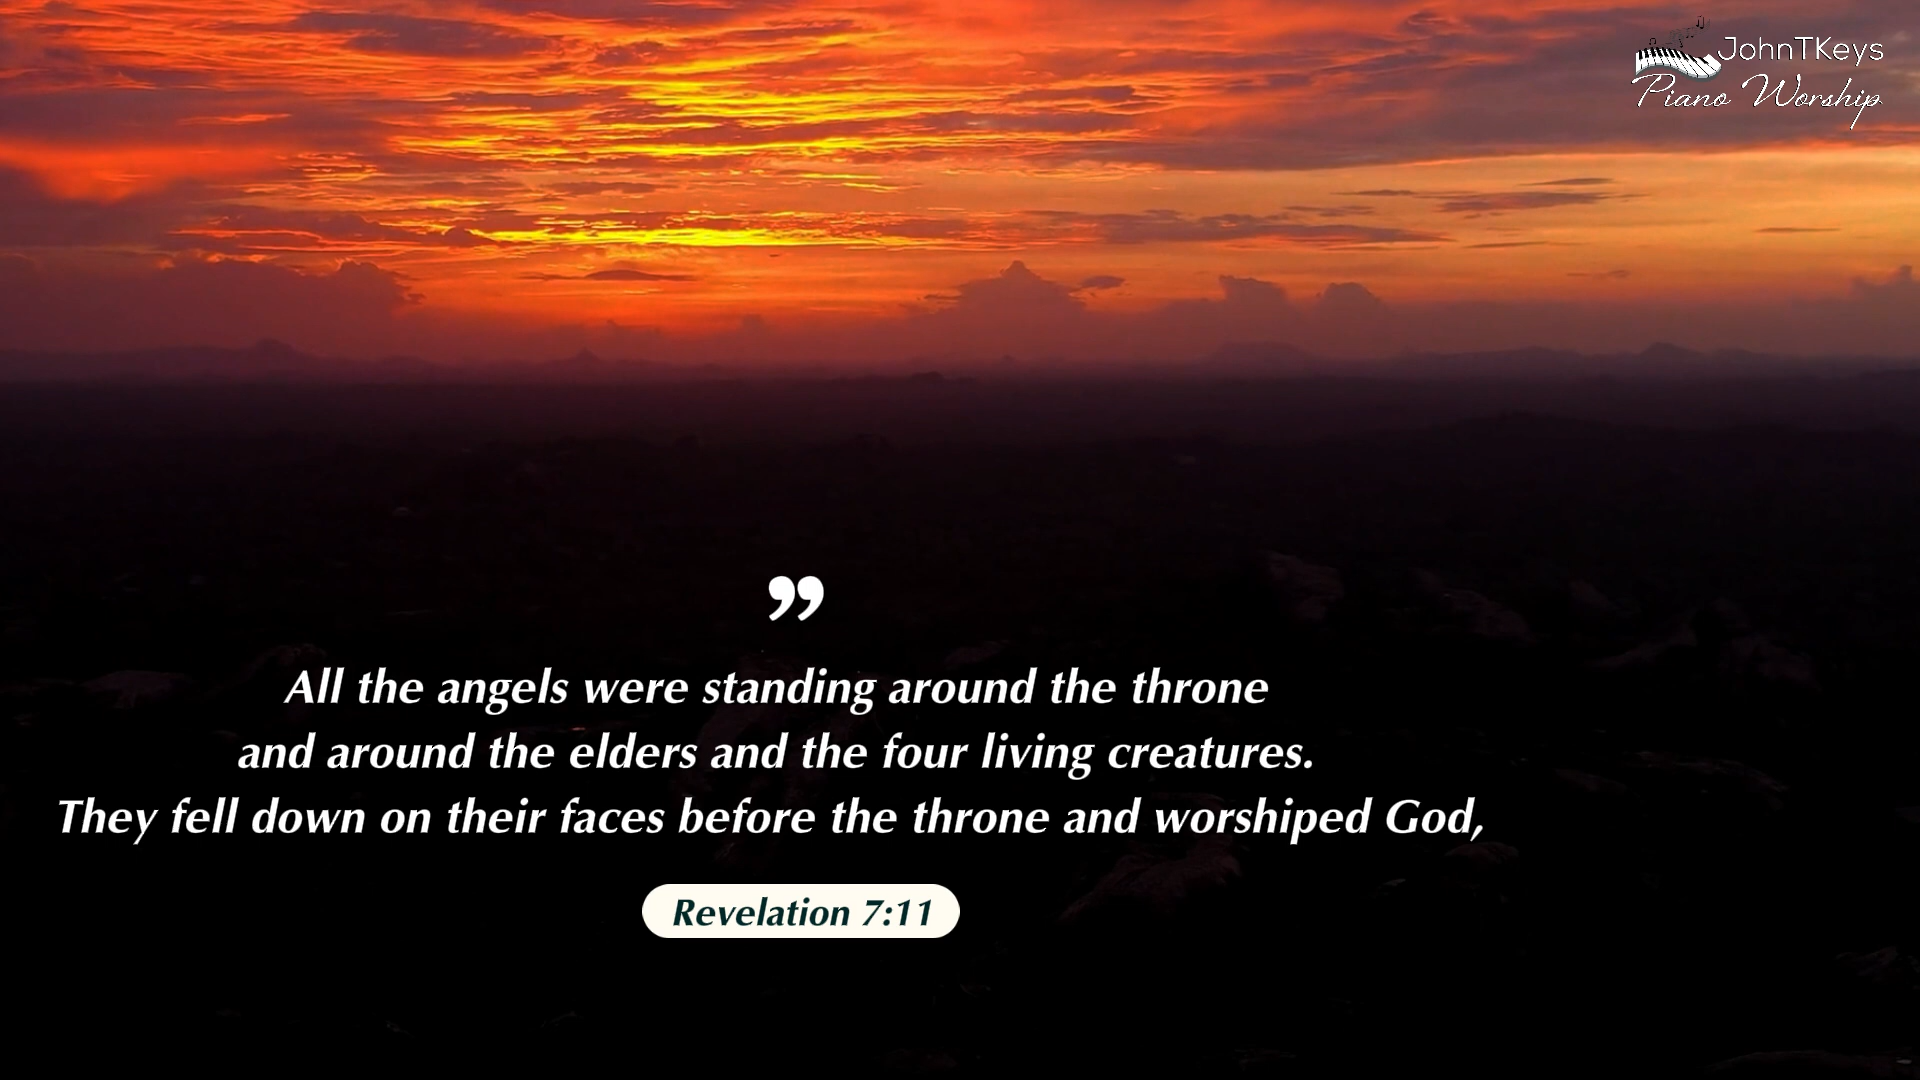 JohnTKeys
Piano Worship
”
All the angels were standing around the throne
and around the elders and the four living creatures.
They fell down on their faces before the throne and worshiped God,
Revelation 7:11